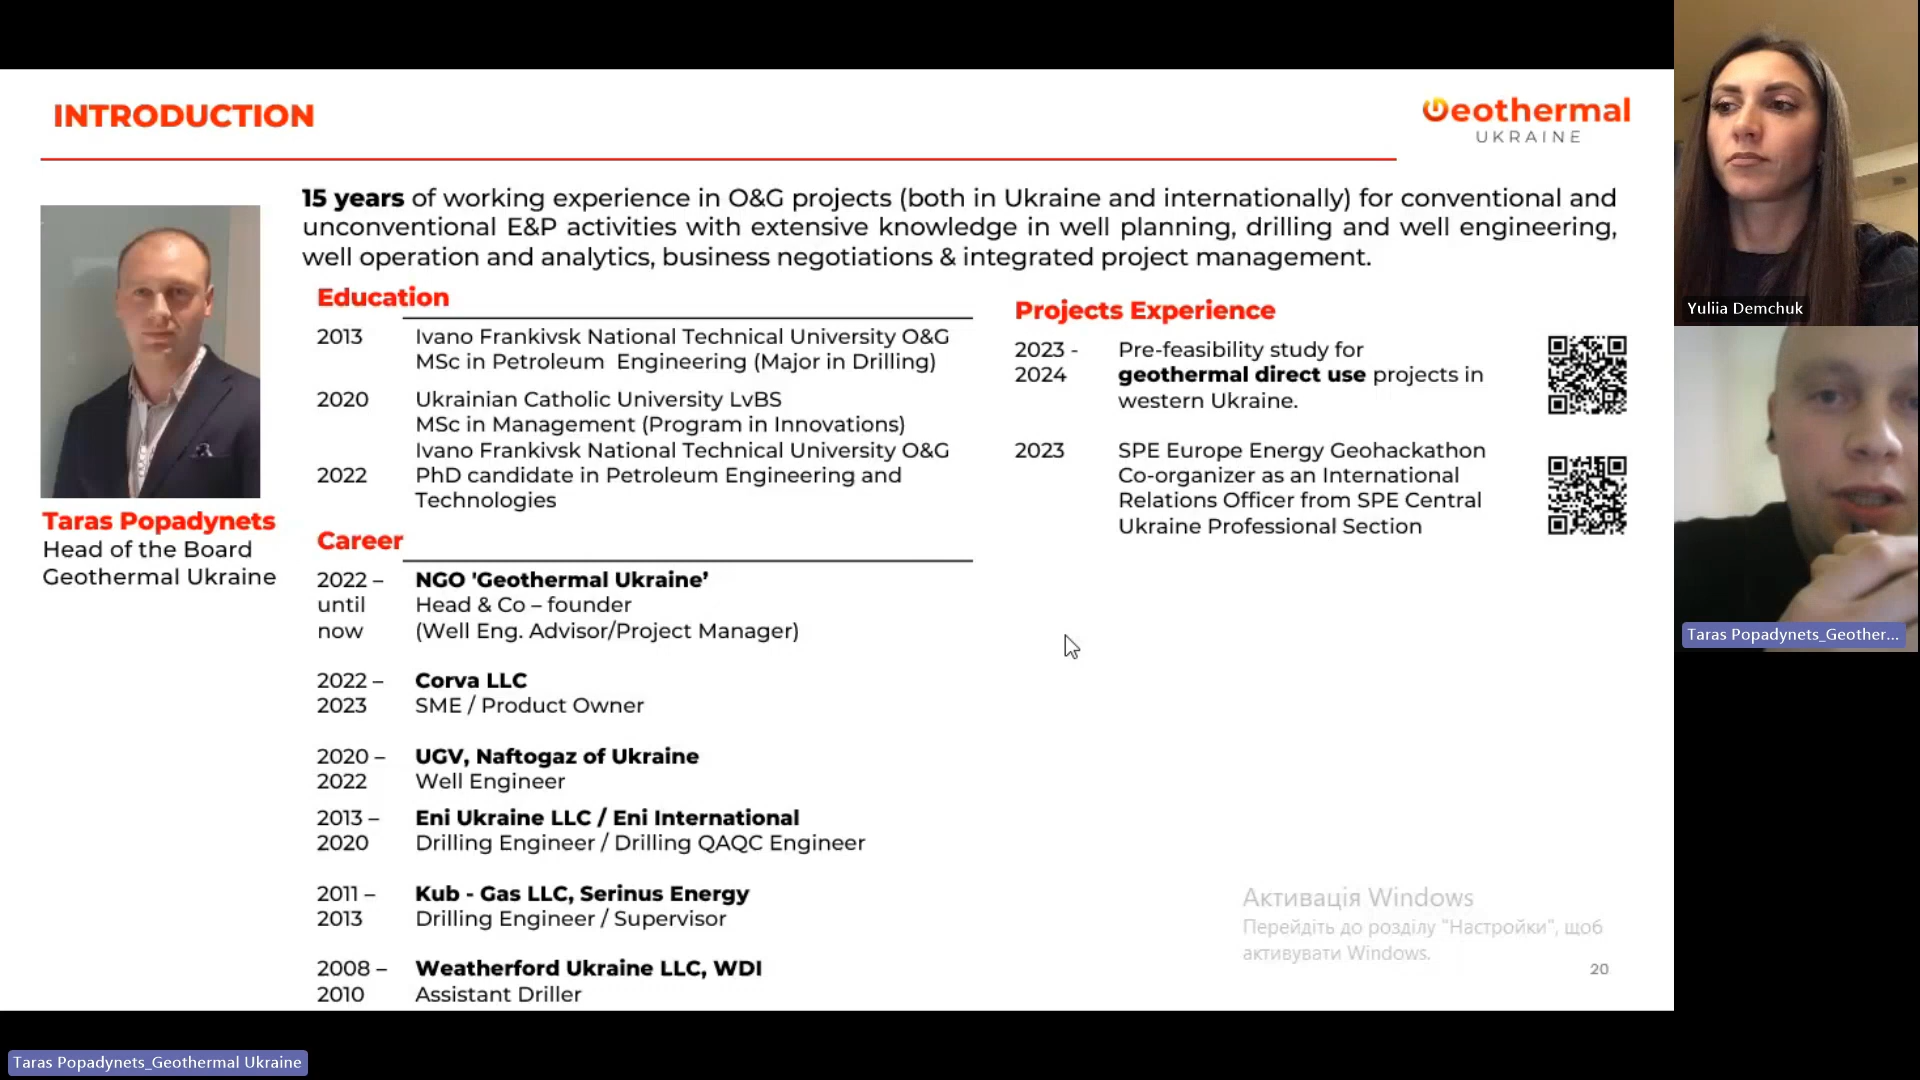 INTRODUCTION
Geothermal
UKRAINE
15 years of working experience in O&G projects (both in Ukraine and internationally) for conventional and
unconventional E&P activities with extensive knowledge in well planning, drilling and well engineering,
well operation and analytics, business negotiations & integrated project management.
Taras Popadynets
Head of the Board
Geothermal Ukraine
Education
2013 Ivano Frankivsk National Technical University O&G
MSc in Petroleum Engineering (Major in Drilling)
2020 Ukrainian Catholic University LvBS
MSc in Management (Program in Innovations)
Ivano Frankivsk National Technical University O&G
2022 PhD candidate in Petroleum Engineering and
Technologies
Career
2022 – NGO 'Geothermal Ukraine’
until Head & Co – founder
now (Well Eng. Advisor/Project Manager)
2022 – Corva LLC
2023 SME / Product Owner
2020 – UGV, Naftogaz of Ukraine
2022 Well Engineer
2013 – Eni Ukraine LLC / Eni International
2020 Drilling Engineer / Drilling QAQC Engineer
2011 – Kub - Gas LLC, Serinus Energy
2013 Drilling Engineer / Supervisor
2008 – Weatherford Ukraine LLC, WDI
2010 Assistant Driller
Projects Experience
2023 - Pre-feasibility study for
2024 geothermal direct use projects in
western Ukraine.
2023 SPE Europe Energy Geohackathon
Co-organizer as an International
Relations Officer from SPE Central
Ukraine Professional Section
Активація Windows
Перейдіть до розділу "Настройки", щоб
активувати Windows.
20
Yuliia Demchuk
Taras Popadynets_Geother...
Taras Popadynets_Geothermal Ukraine